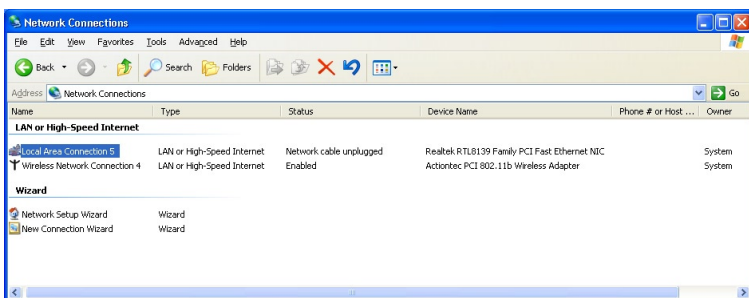 Network Connections
File Edit View Favorites Tools Advanced Help
Back Search Folders
Address Network Connections Go
Name Type Status Device Name Phone # or Host ... Owner
LAN or High-Speed Internet
Local Area Connection 5 LAN or High-Speed Internet Network cable unplugged Realtek RTL8139 Family PCI Fast Ethernet NIC System
Wireless Network Connection 4 LAN or High-Speed Internet Enabled Actiontec PCI 802.11b Wireless Adapter System
Wizard
Network Setup Wizard Wizard
New Connection Wizard Wizard